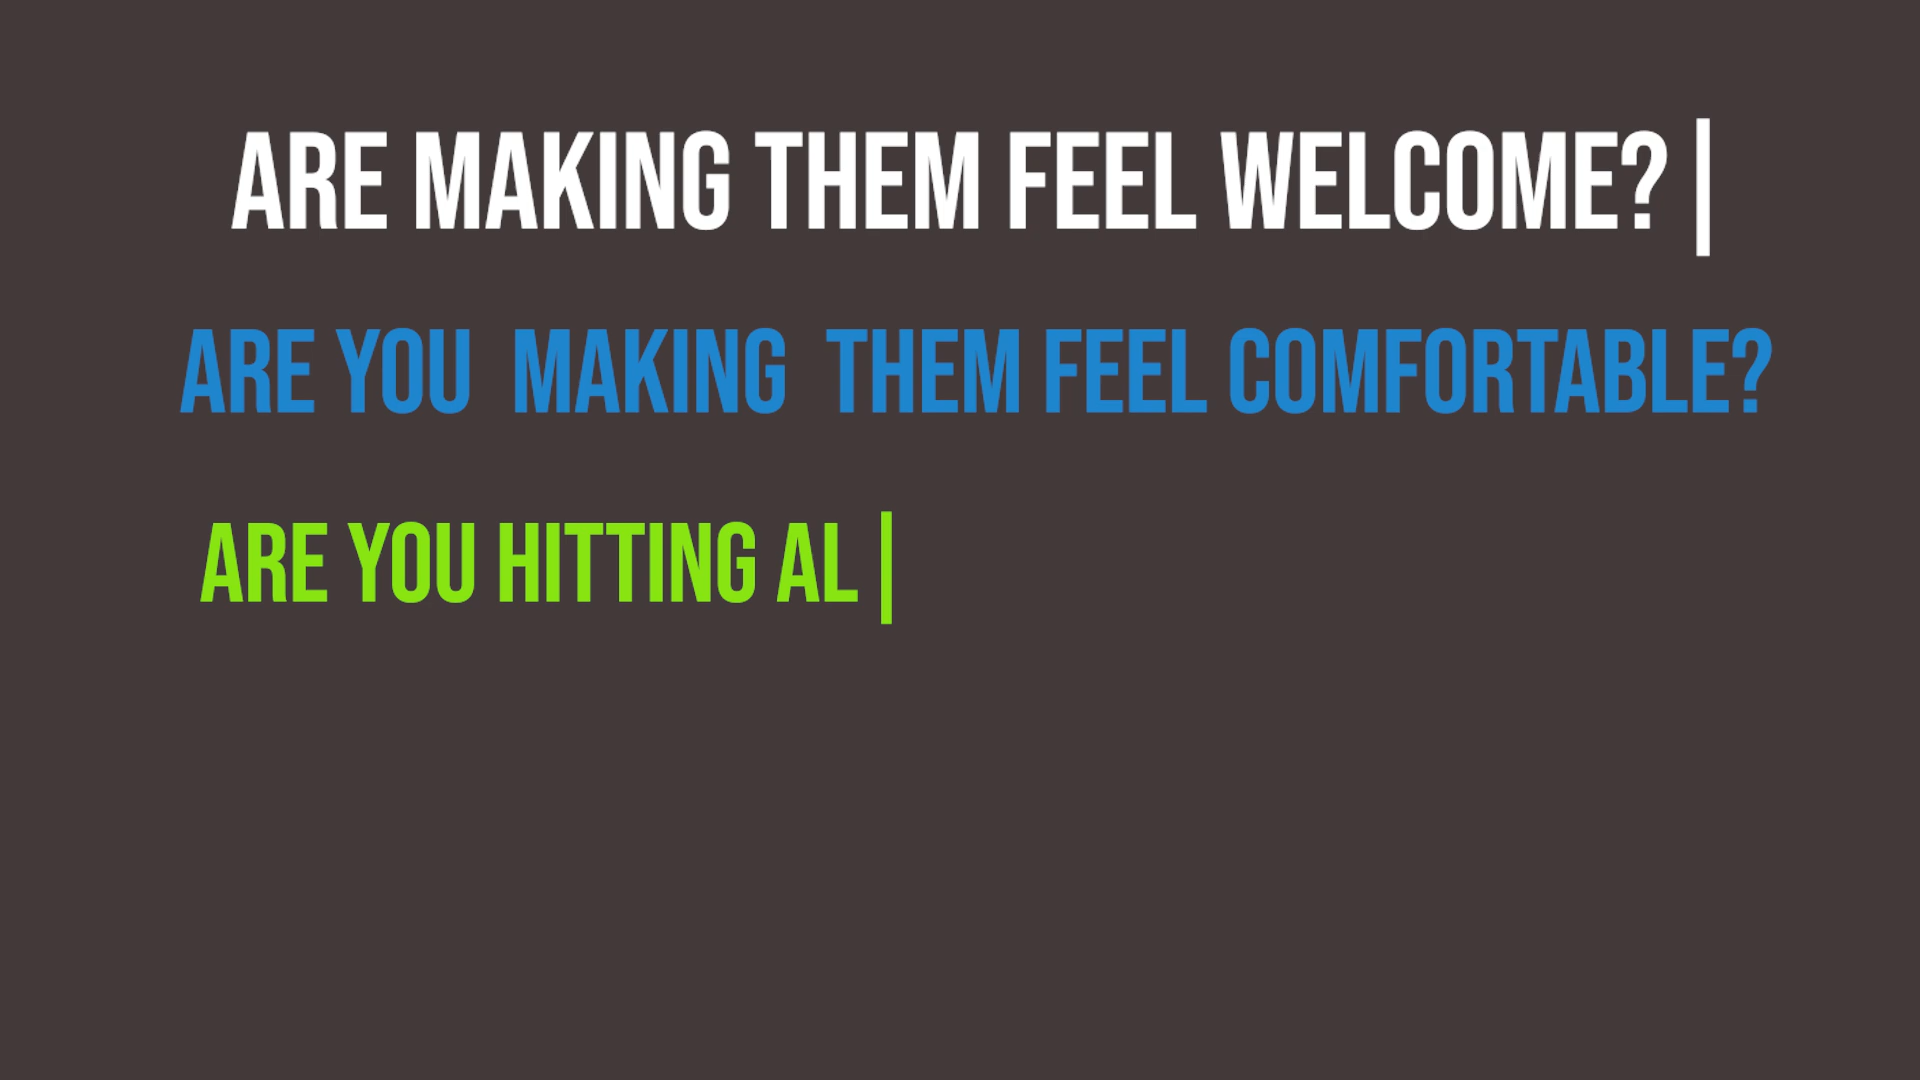 ARE MAKING THEM FEEL WELCOME?|
ARE YOU MAKING THEM FEEL COMFORTABLE?
ARE YOU HITTING AL|